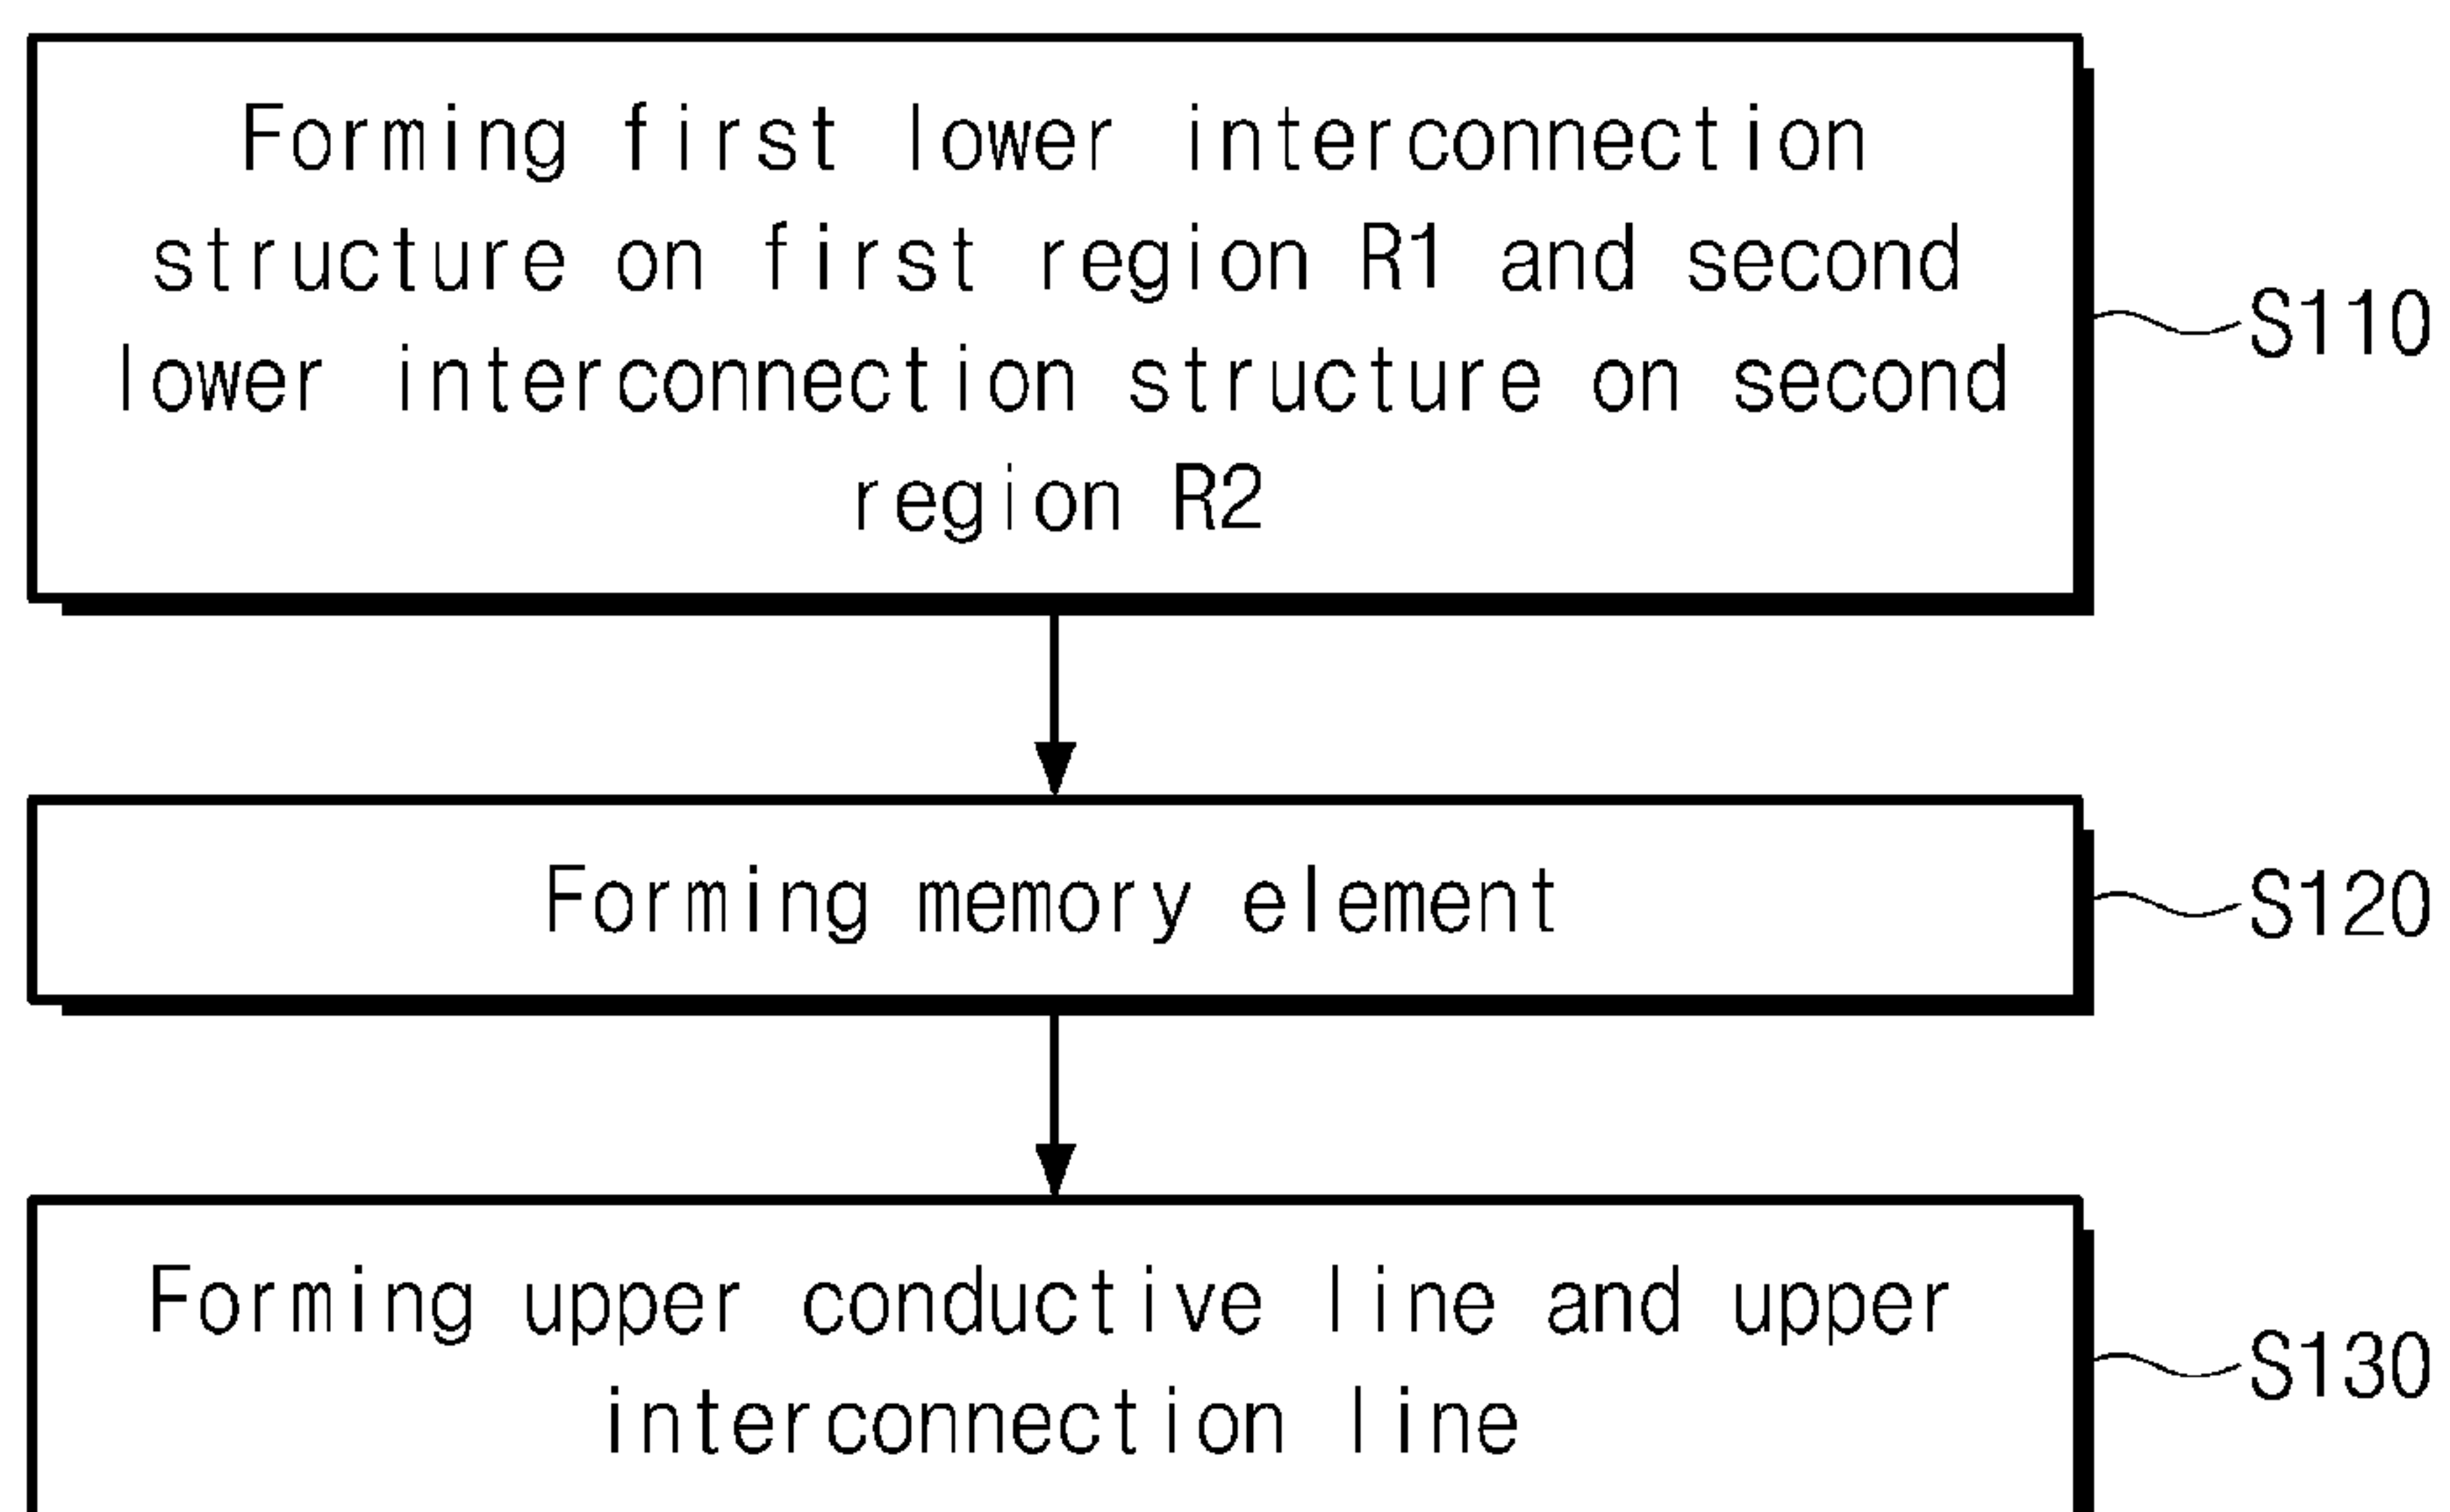 Forming first lower interconnection
structure on first region R1 and second
lower interconnection structure on second
region R2
S110
Forming memory element
S120
Forming upper conductive line and upper
interconnection line
S130